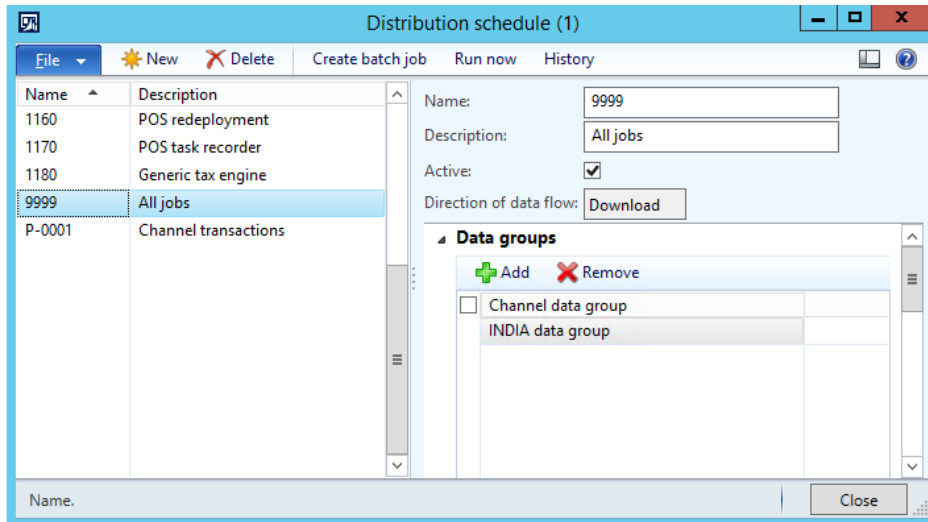 Distribution schedule (1)
File New Delete Create batch job Run now History
Name Description
1160 POS redeployment
1170 POS task recorder
1180 Generic tax engine
9999 All jobs
P-0001 Channel transactions
Name: 9999
Description: All jobs
Active:
Direction of data flow: Download
Data groups
Add Remove
Channel data group
INDIA data group
Name.
Close